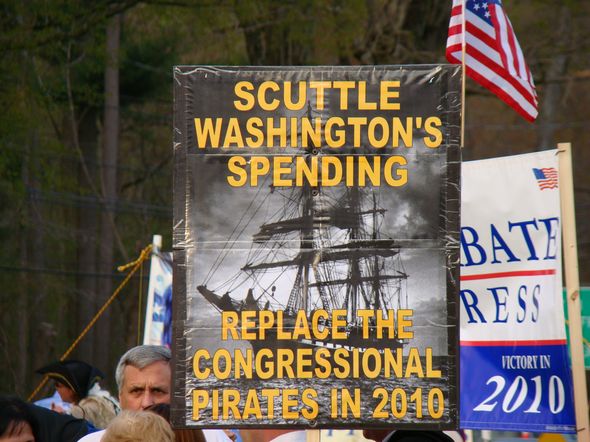 SCUTTLE
WASHINGTON'S
SPENDING
REPLACE THE
CONGRESSIONAL
PIRATES IN 2010
BATE
RESS
VICTORY IN
2010